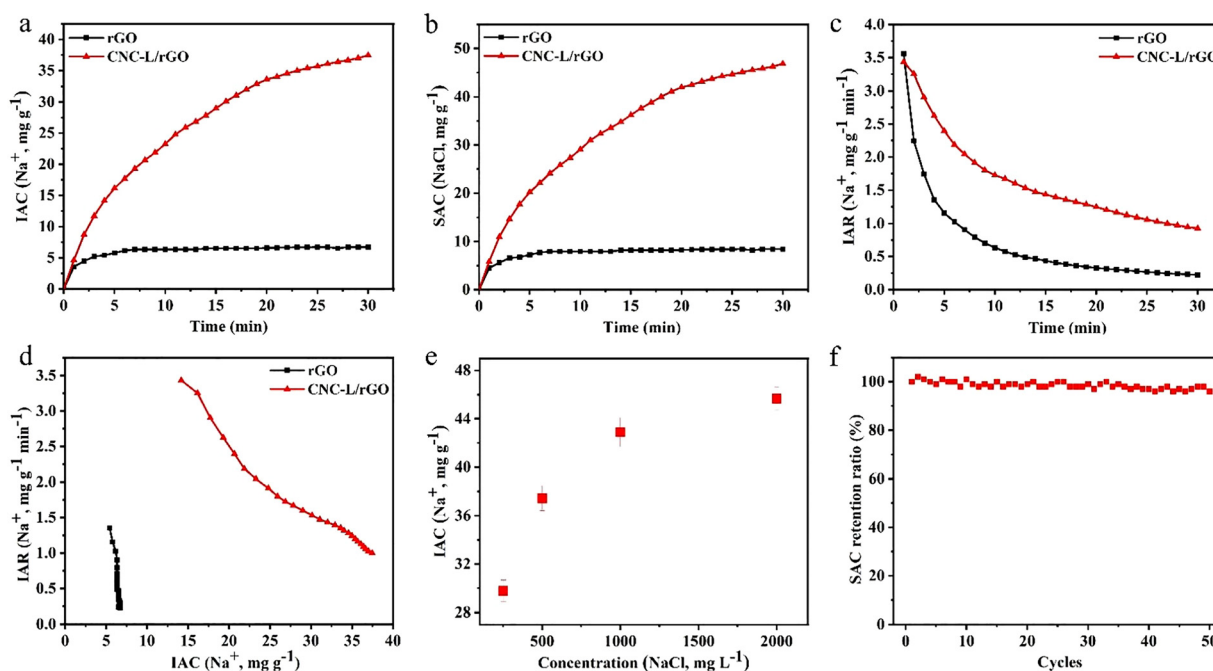 a
IAC (Na⁺, mg g⁻¹)
40
35
30
25
20
15
10
5
0
rGO
CNC-L/rGO
0 5 10 15 20 25 30
Time (min)
b
SAC (NaCl, mg g⁻¹)
50
40
30
20
10
0
rGO
CNC-L/rGO
0 5 10 15 20 25 30
Time (min)
c
IAR (Na⁺, mg g⁻¹ min⁻¹)
4.0
3.5
3.0
2.5
2.0
1.5
1.0
0.5
0.0
rGO
CNC-L/rGO
0 5 10 15 20 25 30
Time (min)
d
IAR (Na⁺, mg g⁻¹ min⁻¹)
3.5
3.0
2.5
2.0
1.5
1.0
0.5
0.0
rGO
CNC-L/rGO
0 5 10 15 20 25 30 35 40
IAC (Na⁺, mg g⁻¹)
e
IAC (Na⁺, mg g⁻¹)
48
44
40
36
32
28
500 1000 1500 2000
Concentration (NaCl, mg L⁻¹)
f
SAC retention ratio (%)
100
80
60
40
20
0
0 10 20 30 40 50
Cycles